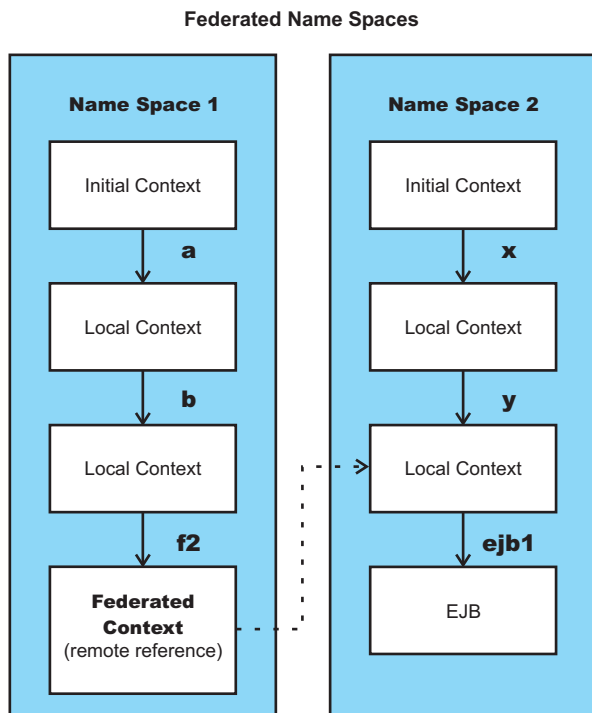 Federated Name Spaces
Name Space 1
Initial Context
a
Local Context
b
Local Context
f2
Federated
Context
(remote reference)
Name Space 2
Initial Context
x
Local Context
y
Local Context
ejb1
EJB